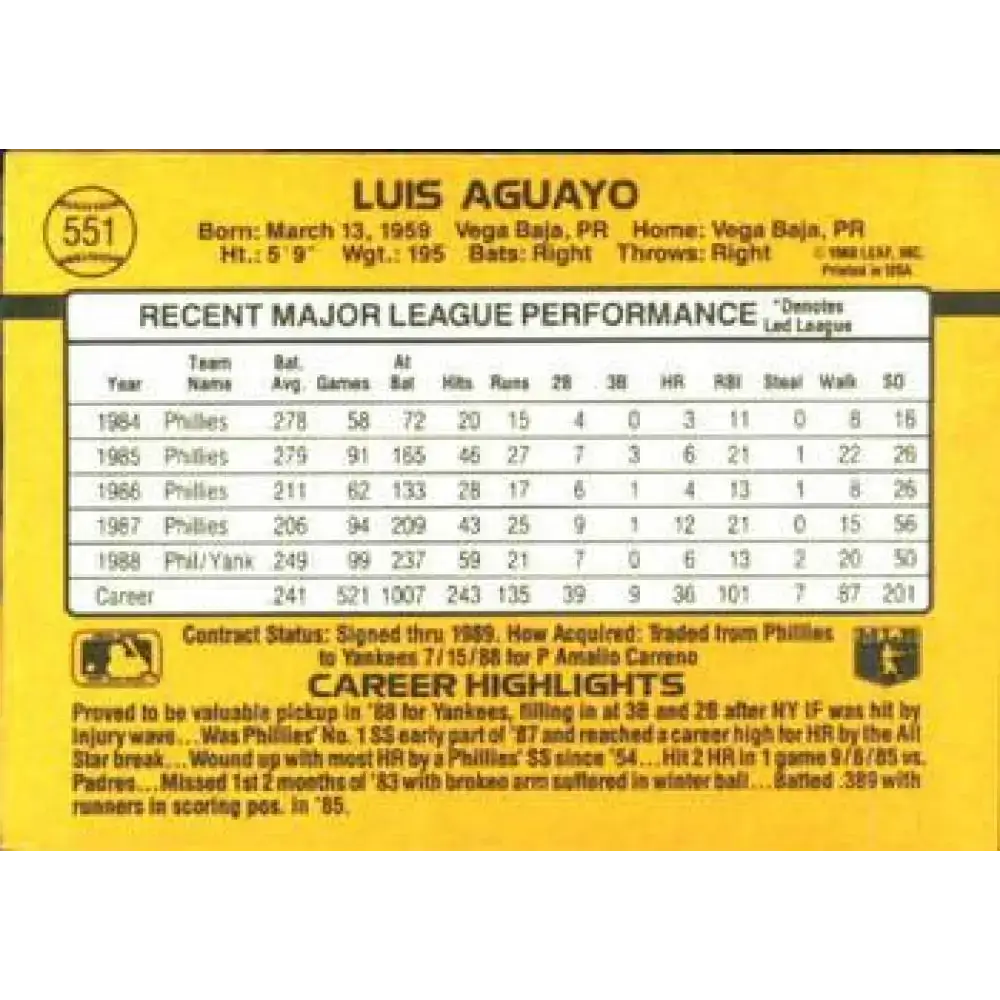 551
LUIS AGUAYO
Born: March 13, 1959 Vega Baja, PR Home: Vega Baja, PR
Ht.: 5'9" Wgt.: 195 Bats: Right Throws: Right © 1988 LEAF, INC.
Printed in USA
RECENT MAJOR LEAGUE PERFORMANCE *Denotes Led League
Year Team Name Bat. Avg. Games At Bat Hits Runs 2B 3B HR RBI Steal Walk SO
1984 Phillies .278 58 72 20 15 4 0 3 11 0 8 16
1985 Phillies .279 91 165 46 27 7 3 6 21 1 22 26
1986 Phillies .211 62 133 28 17 6 1 4 13 1 8 26
1987 Phillies .206 94 209 43 25 9 1 12 21 0 15 56
1988 Phil/Yank .249 99 237 59 21 7 0 6 13 2 20 50
Career .241 521 1007 243 135 39 9 36 101 7 87 201
Contract Status: Signed thru 1989. How Acquired: Traded from Phillies
to Yankees 7/15/88 for P Amalio Carreno
CAREER HIGHLIGHTS
Proved to be valuable pickup in '88 for Yankees, filling in at 3B and 2B after NY IF was hit by
injury wave...Was Phillies' No. 1 SS early part of '87 and reached a career high for HR by the All
Star break...Wound up with most HR by a Phillies' SS since '54...Hit 2 HR in 1 game 9/8/85 vs.
Padres...Missed 1st 2 months of '83 with broken arm suffered in winter ball...Batted .389 with
runners in scoring pos. in '85.